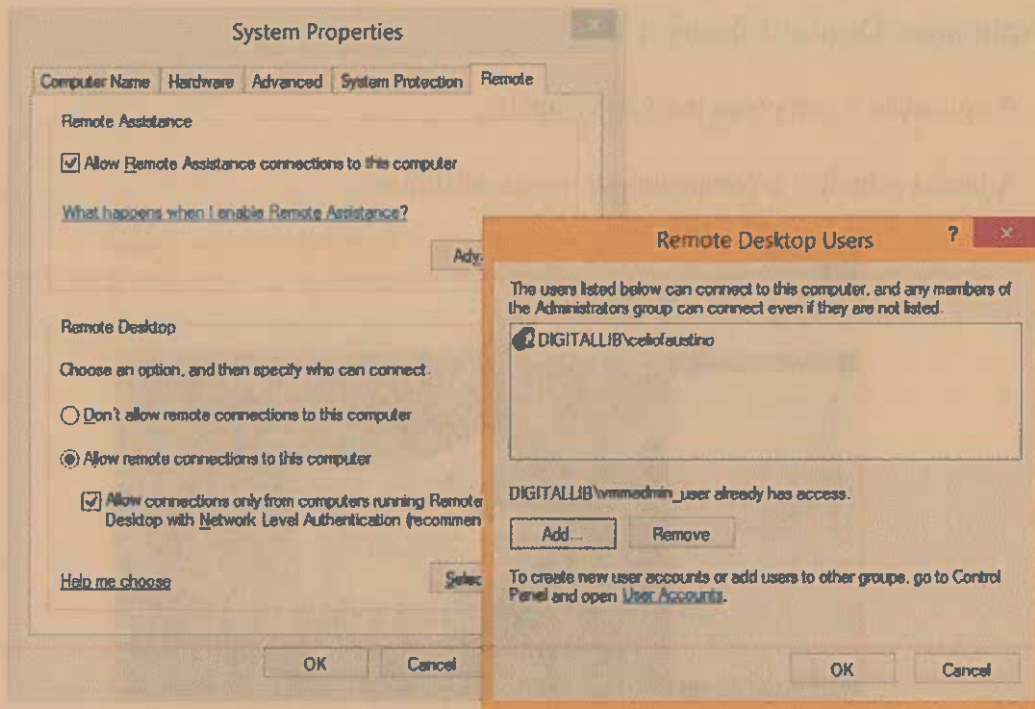 System Properties
Computer Name Hardware Advanced System Protection Remote
Remote Assistance
Allow Remote Assistance connections to this computer
What happens when I enable Remote Assistance?
Adv
Remote Desktop
Choose an option, and then specify who can connect.
Don't allow remote connections to this computer
Allow remote connections to this computer
Allow connections only from computers running Remote
Desktop with Network Level Authentication (recommen
Help me choose
Selec
OK Cancel
Remote Desktop Users ?
The users listed below can connect to this computer, and any members of
the Administrators group can connect even if they are not listed.
DIGITALLIB\celiofaustino
DIGITALLIB\vmmadmin_user already has access.
Add... Remove
To create new user accounts or add users to other groups, go to Control
Panel and open User Accounts.
OK Cancel